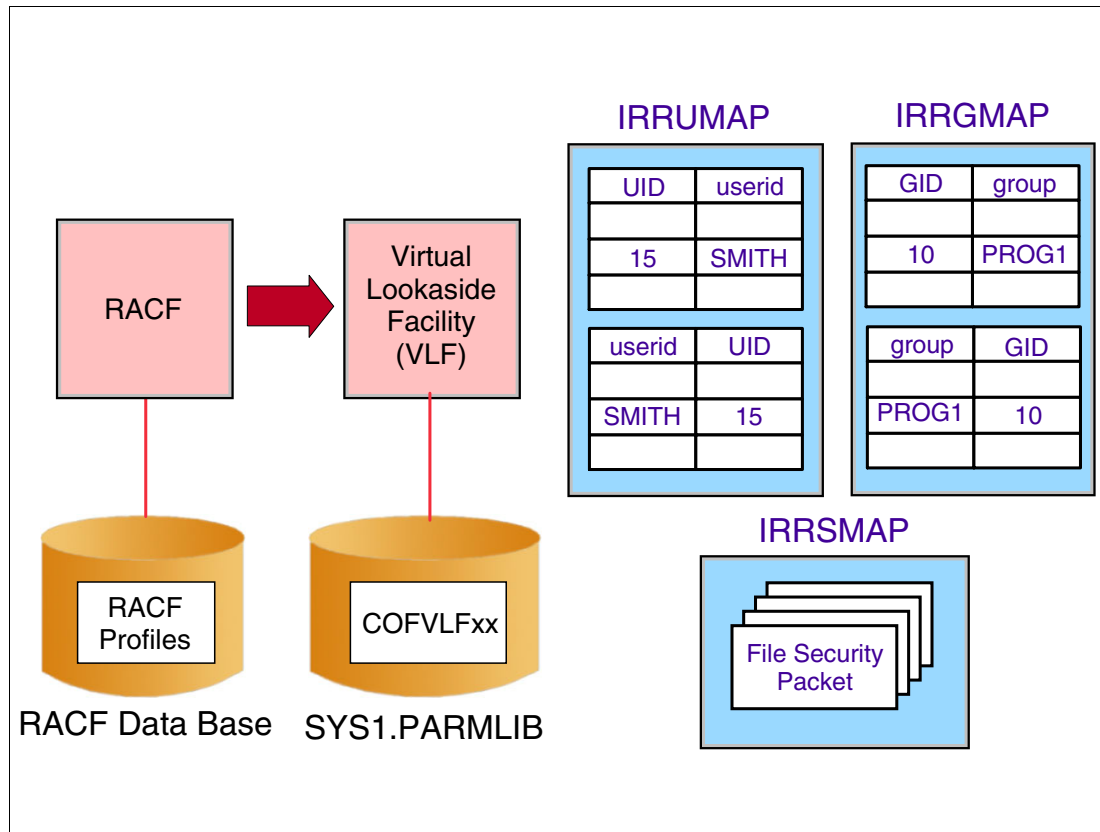 RACF
Virtual
Lookaside
Facility
(VLF)
RACF
Profiles
COFVLFxx
RACF Data Base
SYS1.PARMLIB
IRRUMAP
UID userid
15 SMITH
userid UID
SMITH 15
IRRGMAP
GID group
10 PROG1
group GID
PROG1 10
IRRSMAP
File Security
Packet